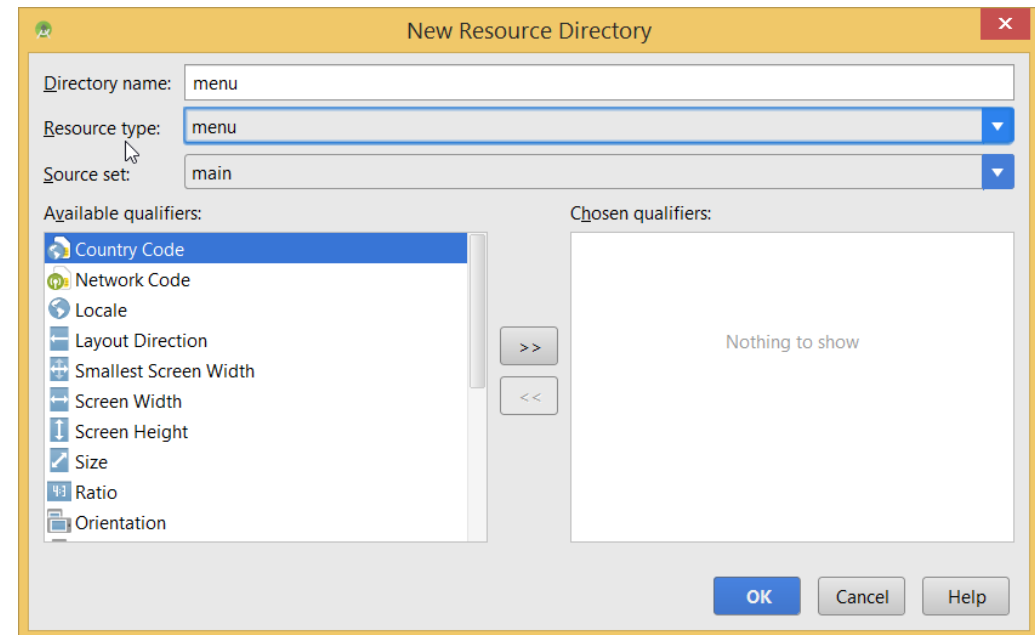 New Resource Directory
Directory name: menu
Resource type: menu
Source set: main
Available qualifiers:
Country Code
Network Code
Locale
Layout Direction
Smallest Screen Width
Screen Width
Screen Height
Size
4:3 Ratio
Orientation
>>
<<
Chosen qualifiers:
Nothing to show
OK Cancel Help